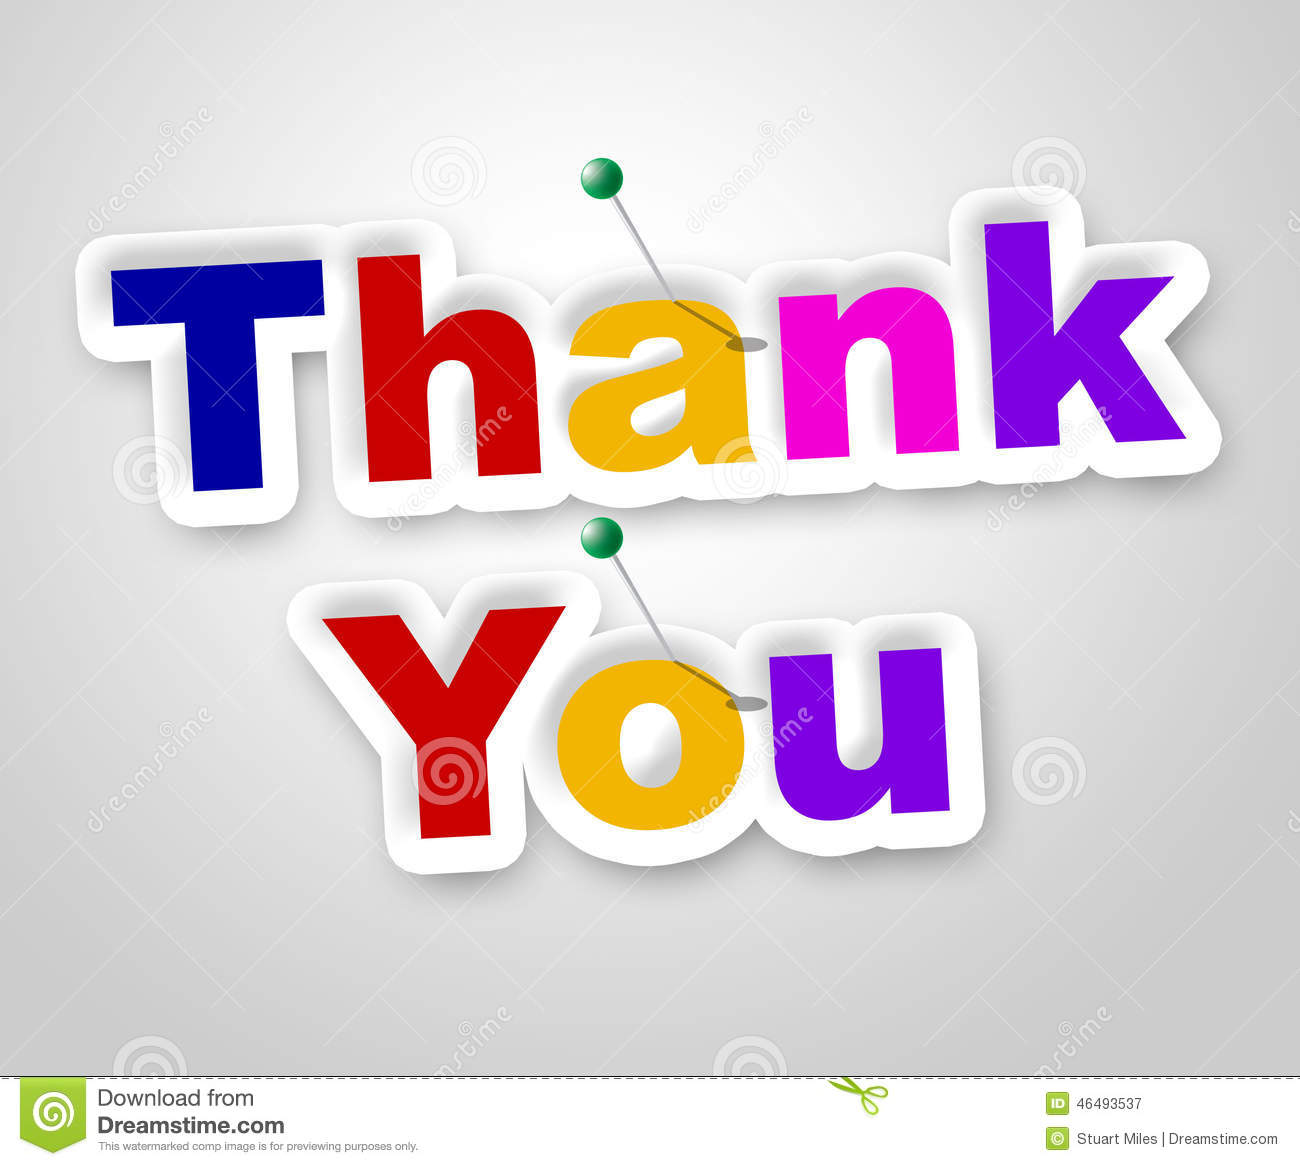 Thank
You
Download from
Dreamstime.com
This watermarked comp image is for previewing purposes only.
ID 46493537
© Stuart Miles | Dreamstime.com